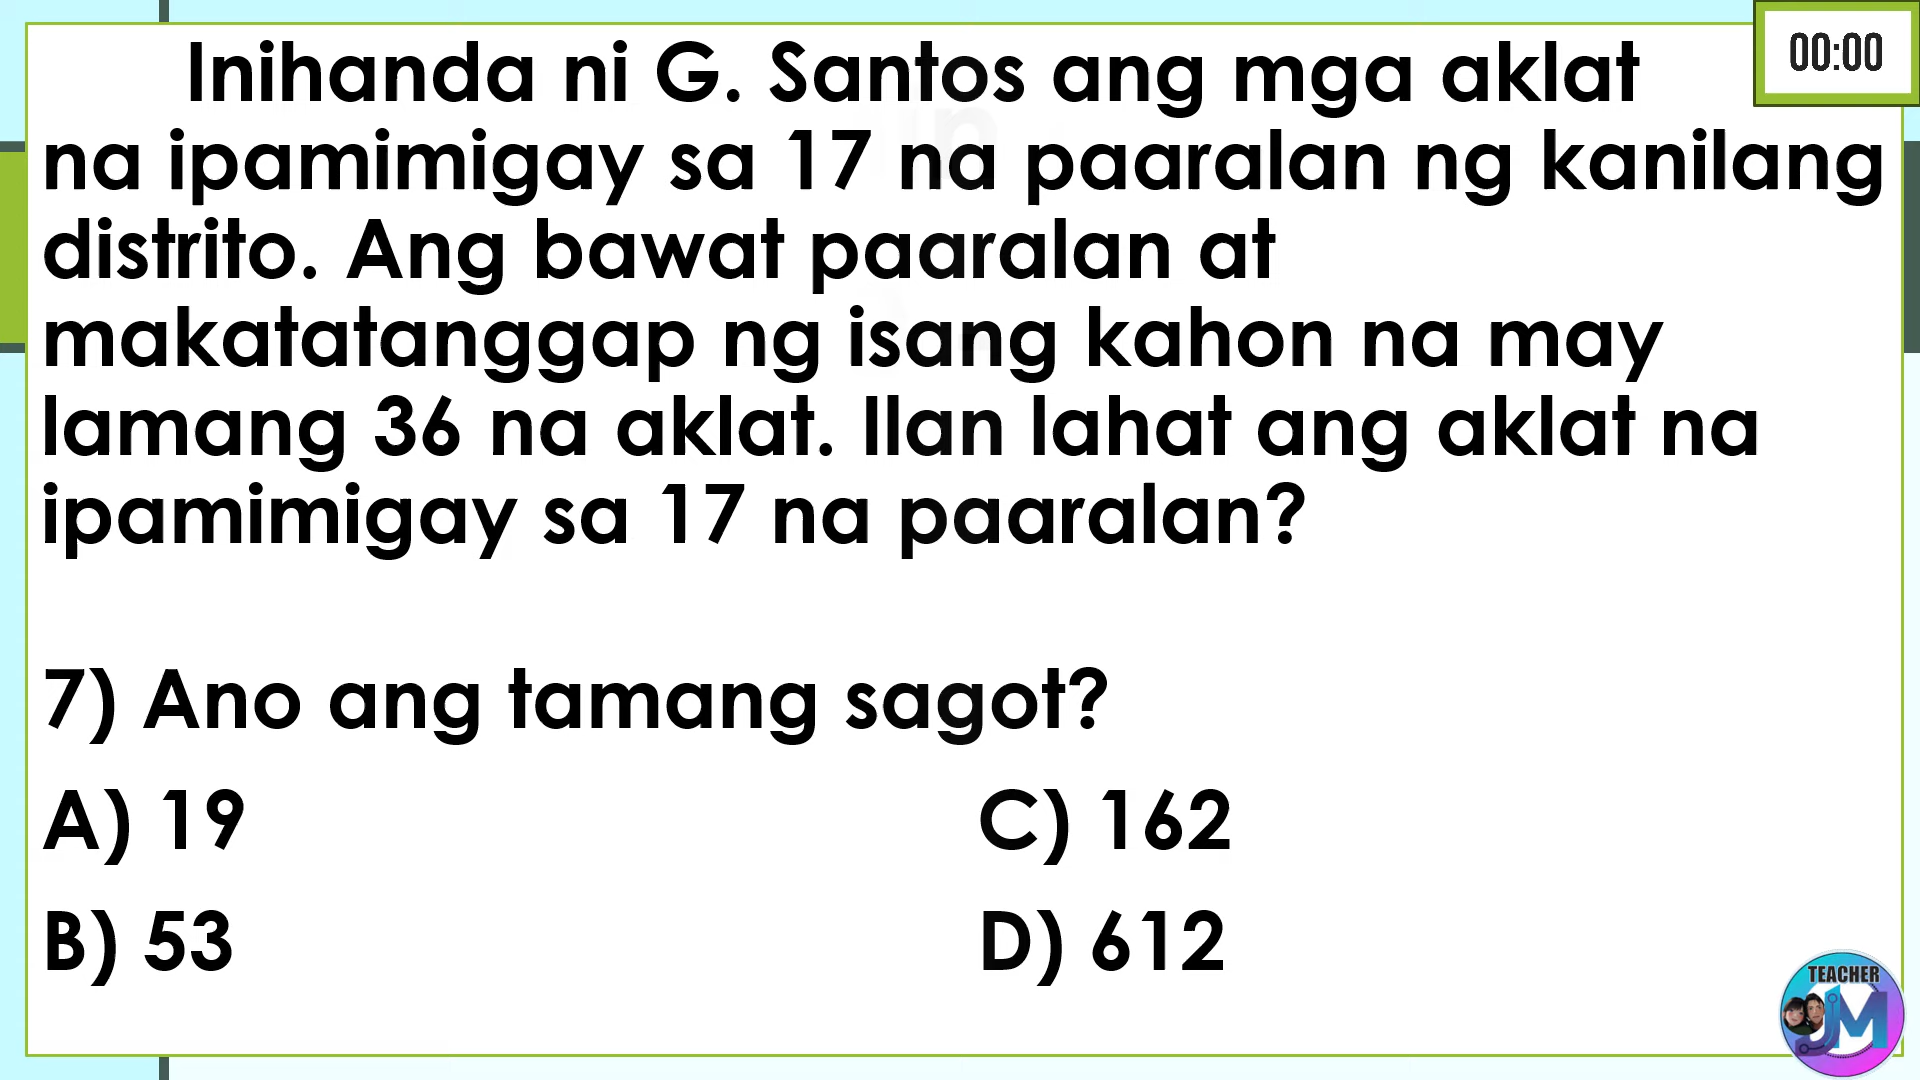 Inihanda ni G. Santos ang mga aklat
na ipamimigay sa 17 na paaralan ng kanilang
distrito. Ang bawat paaralan at
makatatanggap ng isang kahon na may
lamang 36 na aklat. Ilan lahat ang aklat na
ipamimigay sa 17 na paaralan?
7) Ano ang tamang sagot?
A) 19
B) 53
C) 162
D) 612
00:00
TEACHER
JM